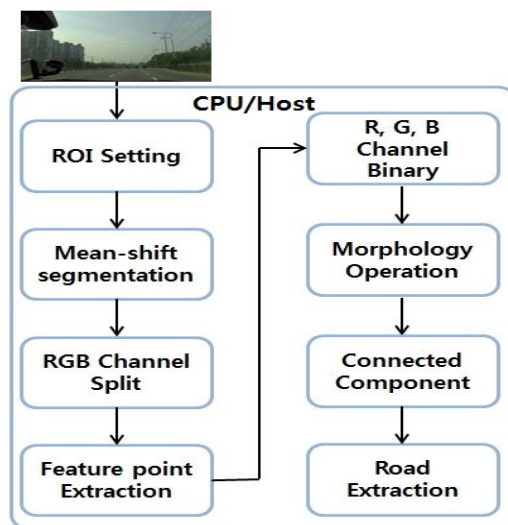 CPU/Host
ROI Setting
Mean-shift
segmentation
RGB Channel
Split
Feature point
Extraction
R, G, B
Channel
Binary
Morphology
Operation
Connected
Component
Road
Extraction